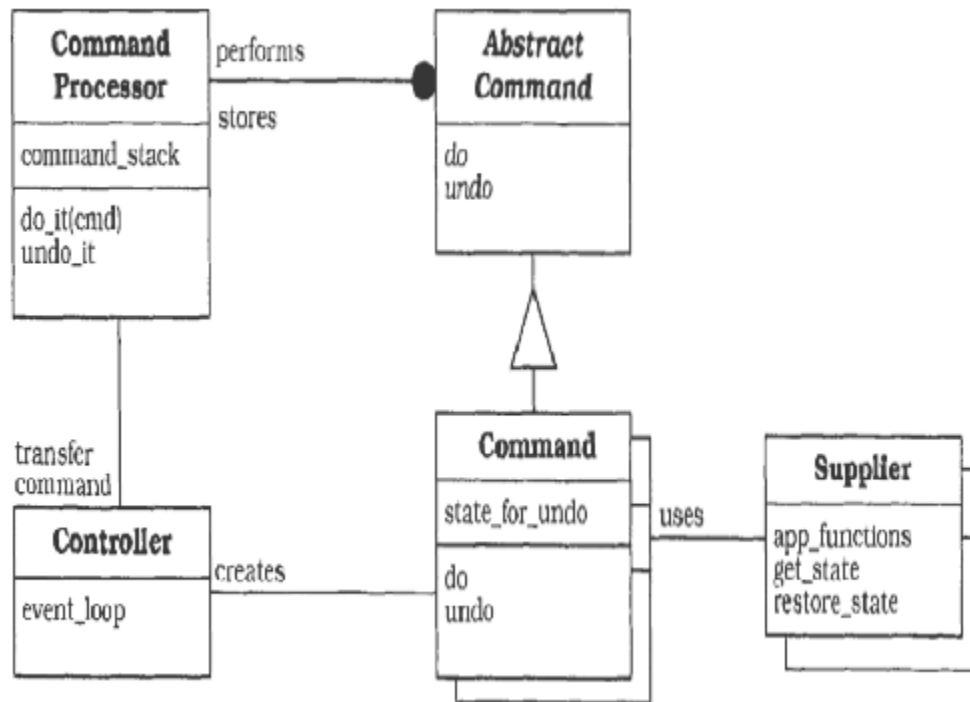 Command
Processor
command_stack
do_it(cmd)
undo_it
performs
stores
Abstract
Command
do
undo
transfer
command
Controller
event_loop
creates
Command
state_for_undo
do
undo
uses
Supplier
app_functions
get_state
restore_state